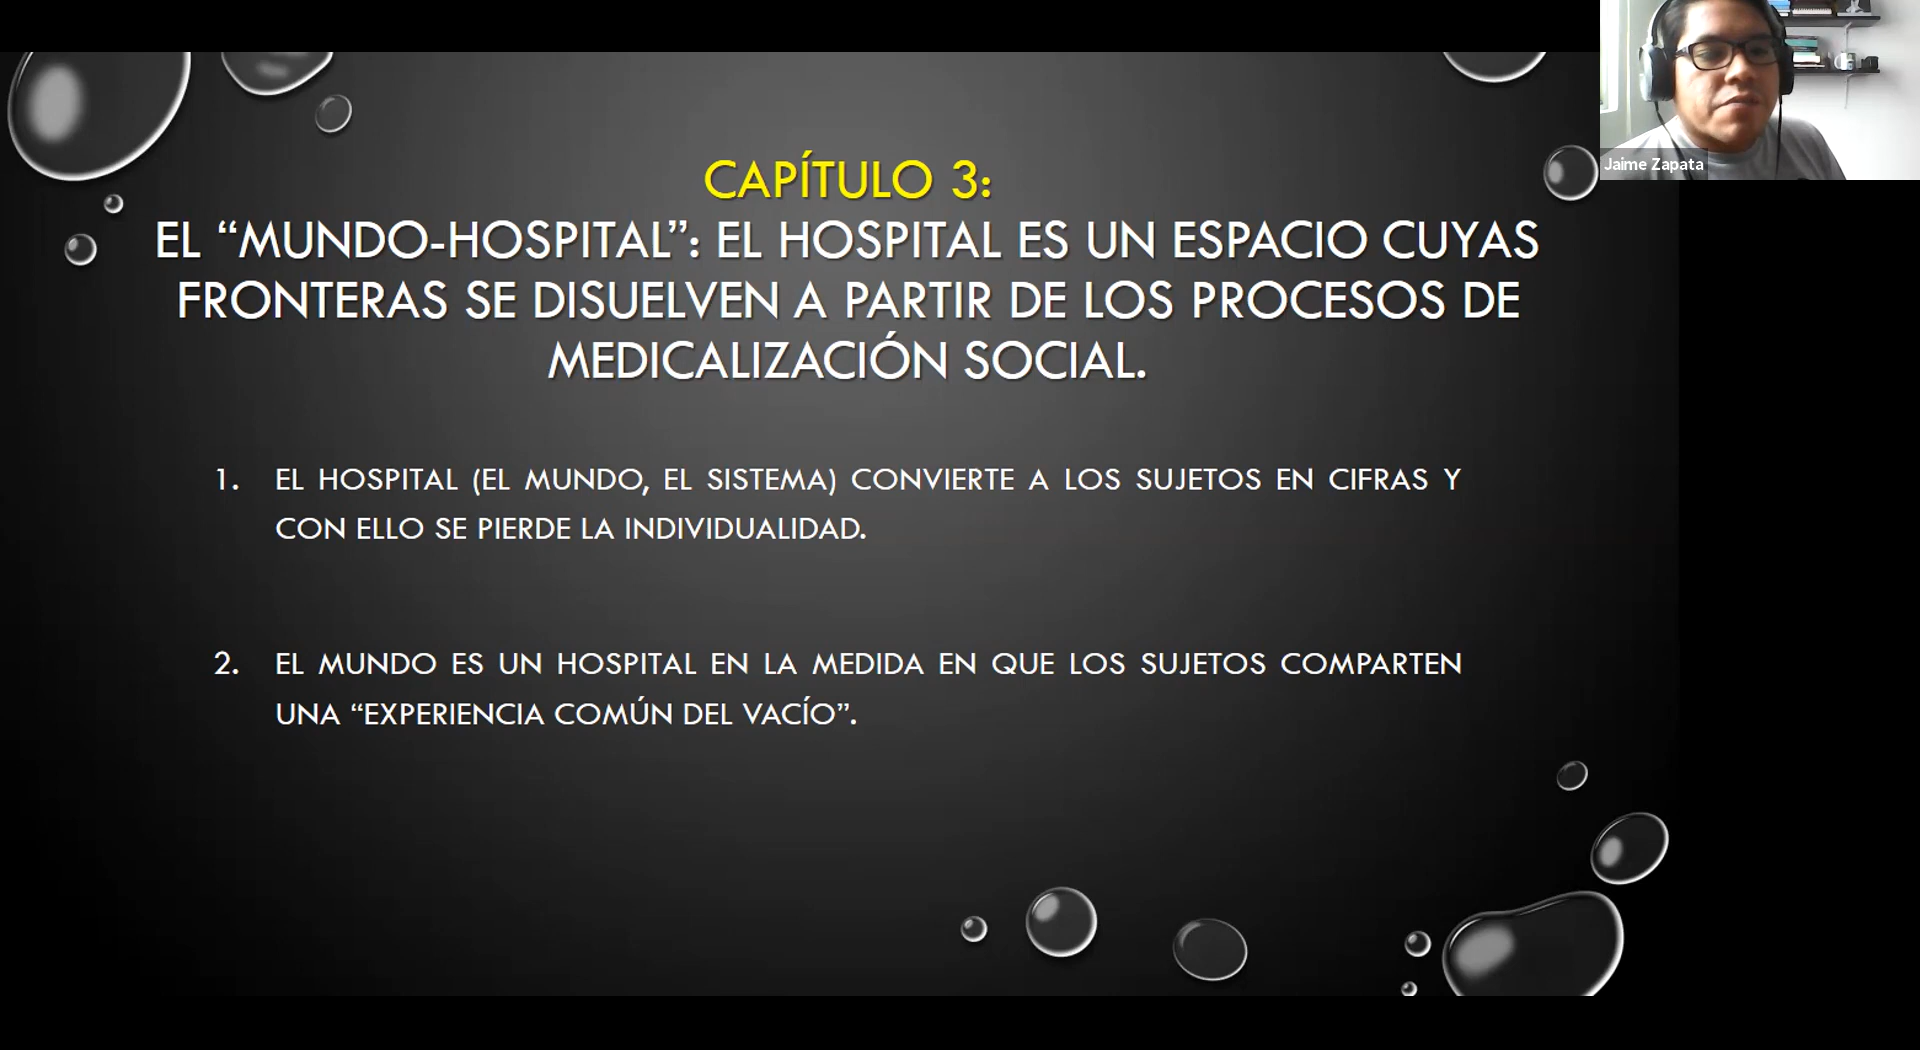 Jaime Zapata
CAPÍTULO 3:
EL “MUNDO-HOSPITAL”: EL HOSPITAL ES UN ESPACIO CUYAS
FRONTERAS SE DISUELVEN A PARTIR DE LOS PROCESOS DE
MEDICALIZACIÓN SOCIAL.
1. EL HOSPITAL (EL MUNDO, EL SISTEMA) CONVIERTE A LOS SUJETOS EN CIFRAS Y
CON ELLO SE PIERDE LA INDIVIDUALIDAD.
2. EL MUNDO ES UN HOSPITAL EN LA MEDIDA EN QUE LOS SUJETOS COMPARTEN
UNA “EXPERIENCIA COMÚN DEL VACÍO”.